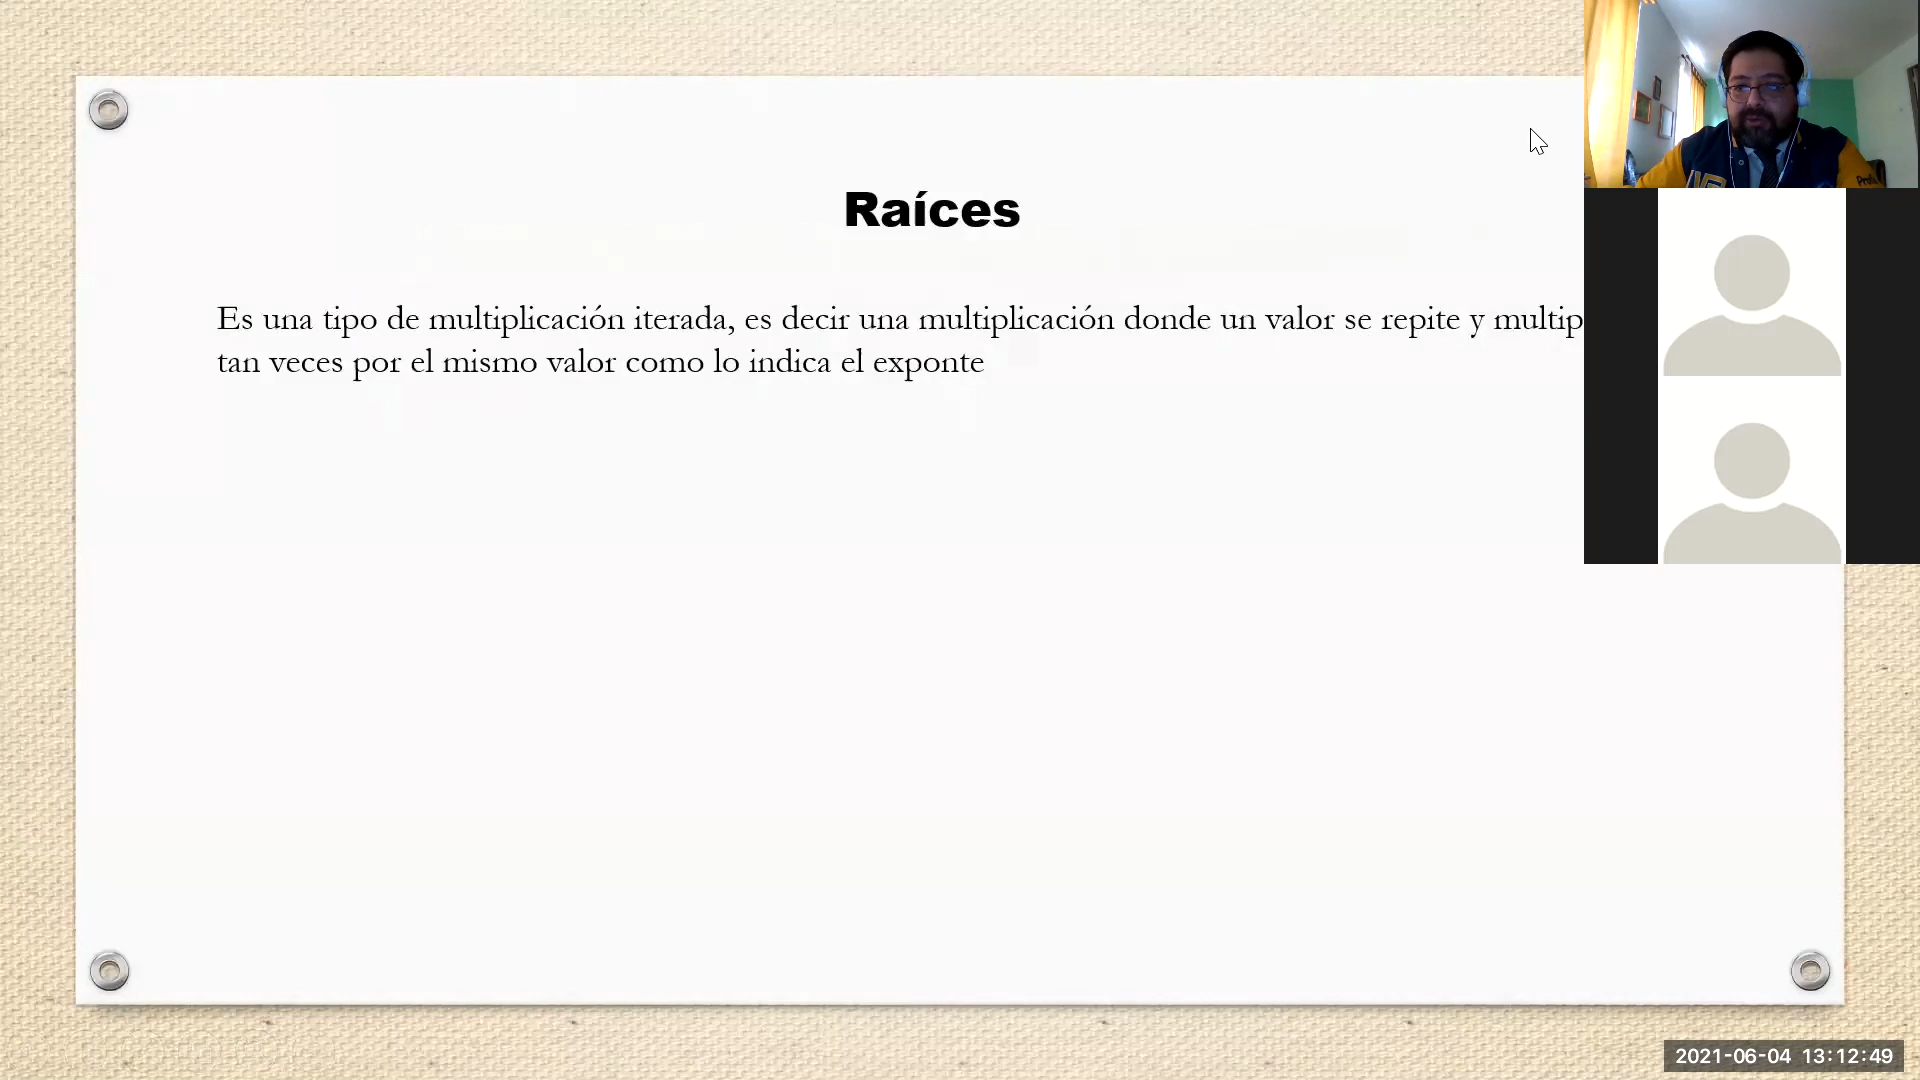 Raíces
Es una tipo de multiplicación iterada, es decir una multiplicación donde un valor se repite y multip
tan veces por el mismo valor como lo indica el exponte
2021-06-04 13:12:49